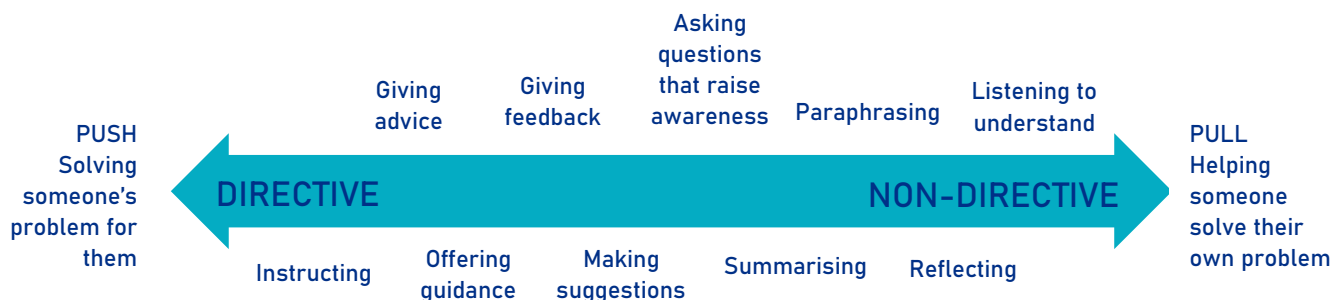 PUSH
Solving
someone's
problem for
them
Giving
advice
Giving
feedback
Asking
questions
that raise
awareness
Paraphrasing
Listening to
understand
DIRECTIVE
NON-DIRECTIVE
Instructing
Offering
guidance
Making
suggestions
Summarising
Reflecting
PULL
Helping
someone
solve their
own problem